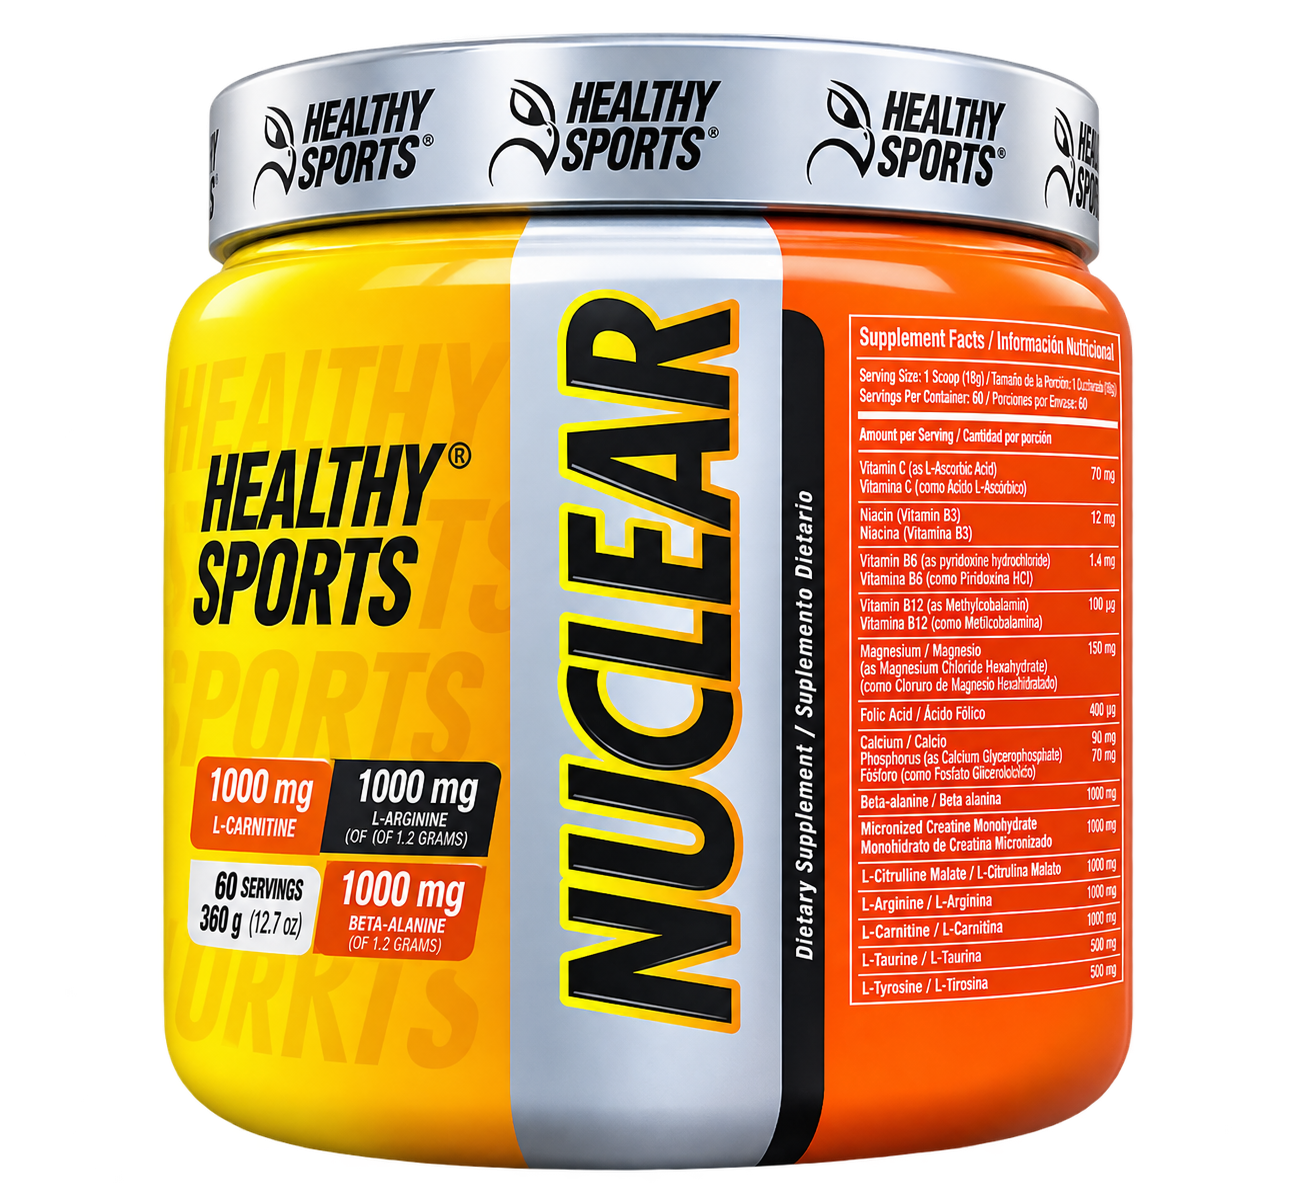 HEALTHY
SPORTS®
HEALTHY
SPORTS®
HEALTHY
SPORTS®
HEALTHY
HEALTHY®
SPORTS
SPORTS
1000 mg
L-CARNITINE
1000 mg
L-ARGININE
(OF (OF 1.2 GRAMS)
60 SERVINGS
360 g (12.7 oz)
1000 mg
BETA-ALANINE
(OF 1.2 GRAMS)
NUCLEAR
Dietary Supplement / Suplemento Dietario
Supplement Facts / Información Nutricional
Serving Size: 1 Scoop (18g) / Tamaño de la Porción: 1
Servings Per Container: 60 / Porciones por Envase: 60
Amount per Serving / Cantidad por porción
Vitamin C (as L-Ascorbic Acid) 70 mg
Vitamina C (como Acido L-Ascórbico)
Niacin (Vitamin B3) 12 mg
Niacina (Vitamina B3)
Vitamin B6 (as pyridoxine hydrochloride) 1.4 mg
Vitamina B6 (como Piridoxina HCl)
Vitamin B12 (as Methylcobalamin) 100 µg
Vitamina B12 (como Metilcobalamina)
Magnesium / Magnesio 150 mg
(as Magnesium Chloride Hexahydrate)
(como Cloruro de Magnesio Hexahidratado)
Folic Acid / Ácido Fólico 400 µg
Calcium / Calcio 90 mg
Phosphorus (as Calcium Glycerophosphate) 70 mg
Fósforo (como Fosfato
Beta-alanine / Beta alanina 1000 mg
Micronized Creatine Monohydrate 1000 mg
Monohidrato de Creatina Micronizado
L-Citrulline Malate / L-Citrulina Malato 1000 mg
L-Arginine / L-Arginina 1000 mg
L-Carnitine / L-Carnitina 1000 mg
L-Taurine / L-Taurina 500 mg
L-Tyrosine / L-Tirosina 500 mg